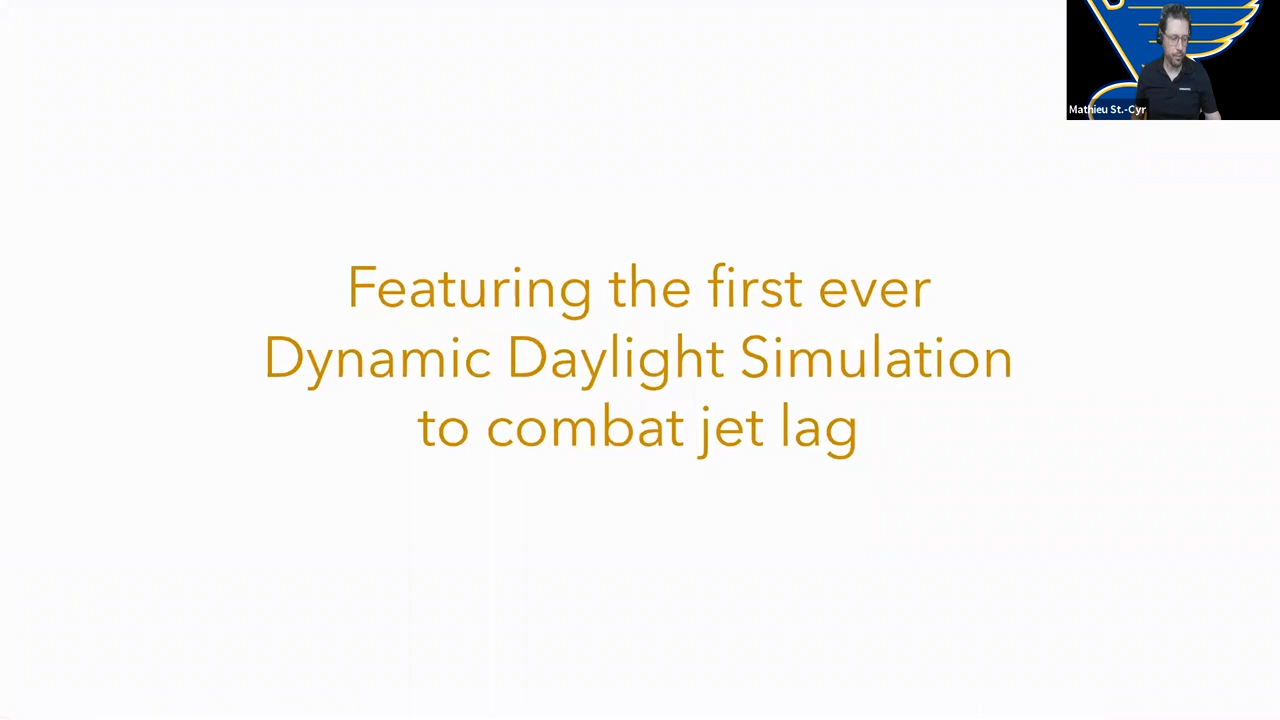 Mathieu St.-Cyr
Featuring the first ever
Dynamic Daylight Simulation
to combat jet lag